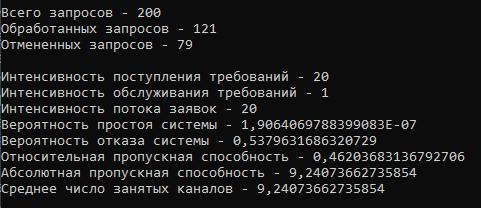 Всего запросов - 200
Обработанных запросов - 121
Отмененных запросов - 79
Интенсивность поступления требований - 20
Интенсивность обслуживания требований - 1
Интенсивность потока заявок - 20
Вероятность простоя системы - 1,9064069788399083E-07
Вероятность отказа системы - 0,5379631686320729
Относительная пропускная способность - 0,46203683136792706
Абсолютная пропускная способность - 9,24073662735854
Среднее число занятых каналов - 9,24073662735854